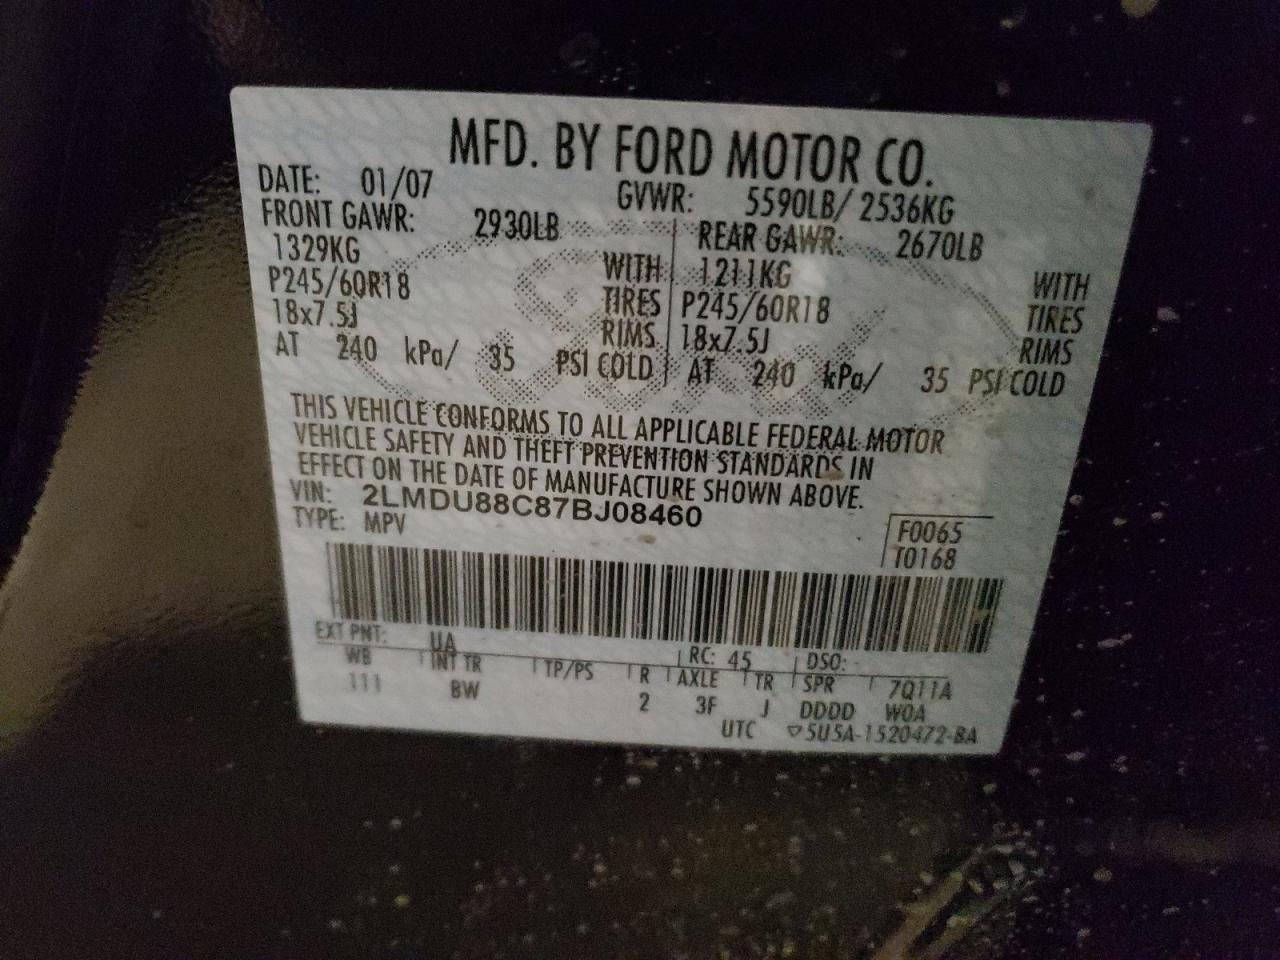 MFD. BY FORD MOTOR CO.
DATE: 01/07 GVWR: 5590LB/ 2536KG
FRONT GAWR: 2930LB REAR GAWR: 2670LB
1329KG WITH 1211KG WITH
P245/60R18 TIRES P245/60R18 TIRES
18x7.5J RIMS 18x7.5J RIMS
AT 240 kPa/ 35 PSI COLD AT 240 kPa/ 35 PSI COLD
THIS VEHICLE CONFORMS TO ALL APPLICABLE FEDERAL MOTOR
VEHICLE SAFETY AND THEFT PREVENTION STANDARDS IN
EFFECT ON THE DATE OF MANUFACTURE SHOWN ABOVE.
VIN: 2LMDU88C87BJ08460
TYPE: MPV
F0065
T0168
EXT PNT: UA RC: 45 DSO:
WB INT TR TP/PS R AXLE TR SPR 7Q11A
111 BW 2 3F J DDDD WOA
UTC ▽5U5A-1520472-BA